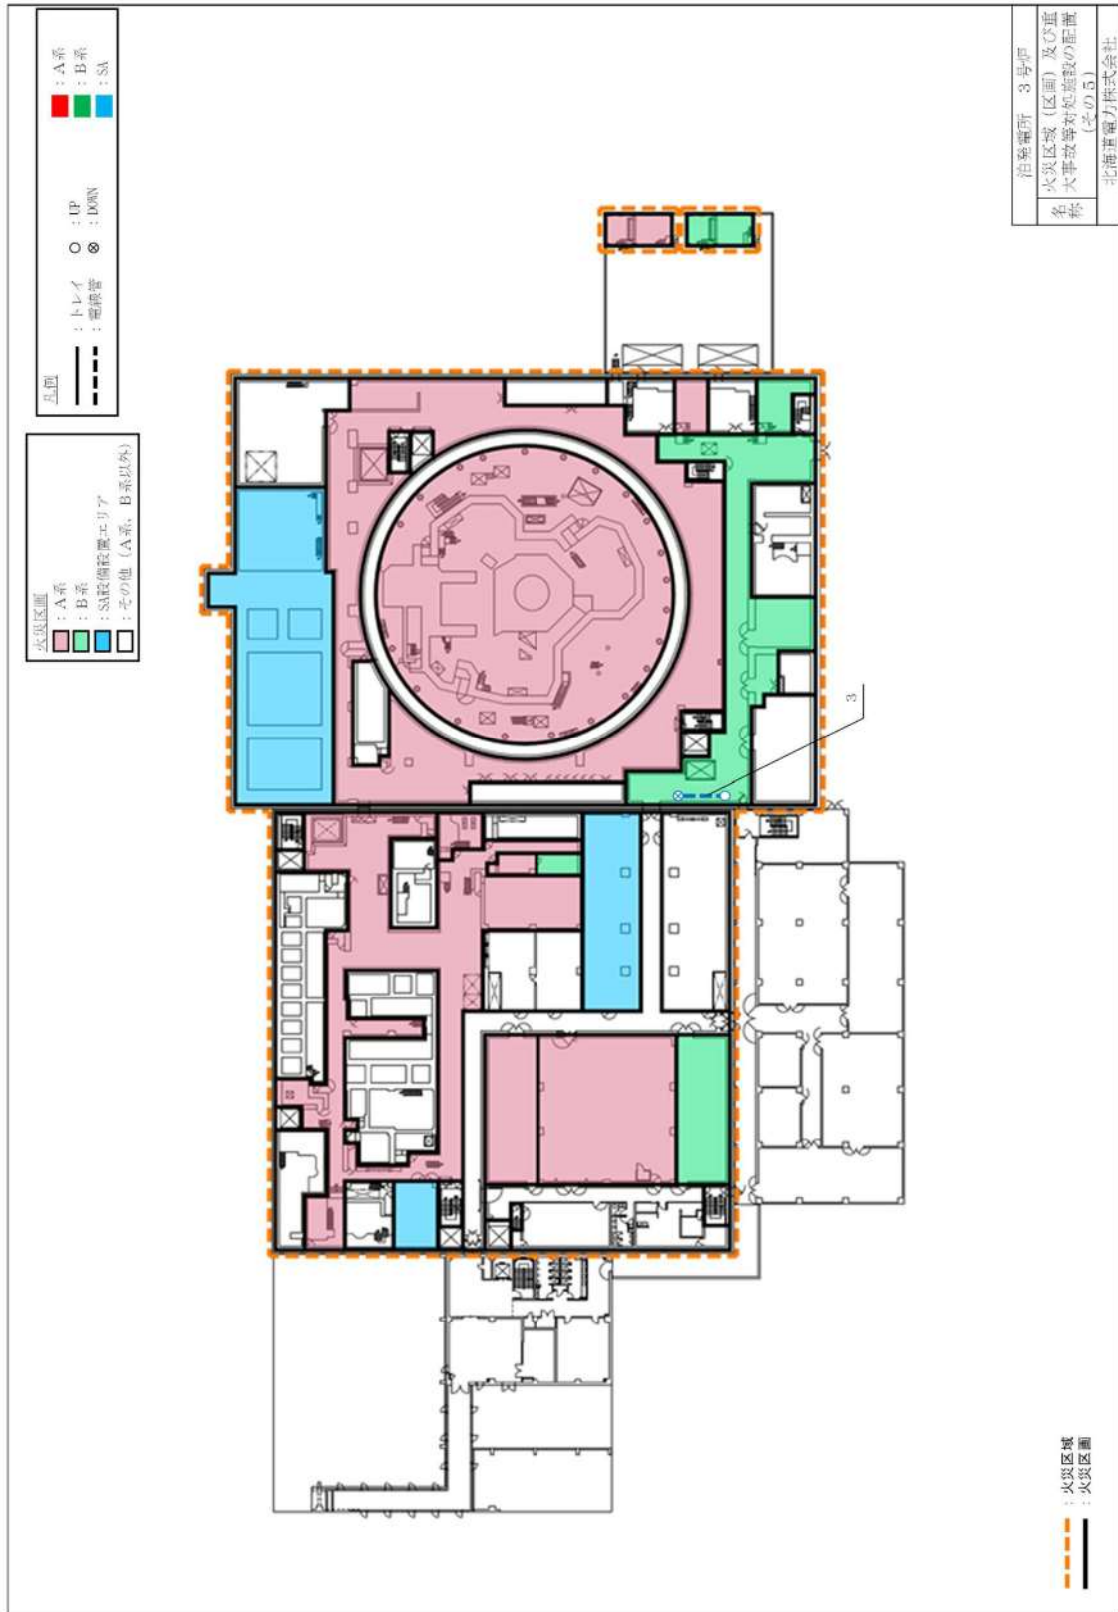 火災区画
：A系
：B系
：SA設備設置エリア
：その他（A系、B系以外）
凡例
：トレイ
：電線管
○：UP
⊗：DOWN
：A系
：B系
：SA
3
：火災区域
：火災区画
泊発電所　3号炉
名称
火災区域（区画）及び重
大事故等対処施設の配置
（その5）
北海道電力株式会社